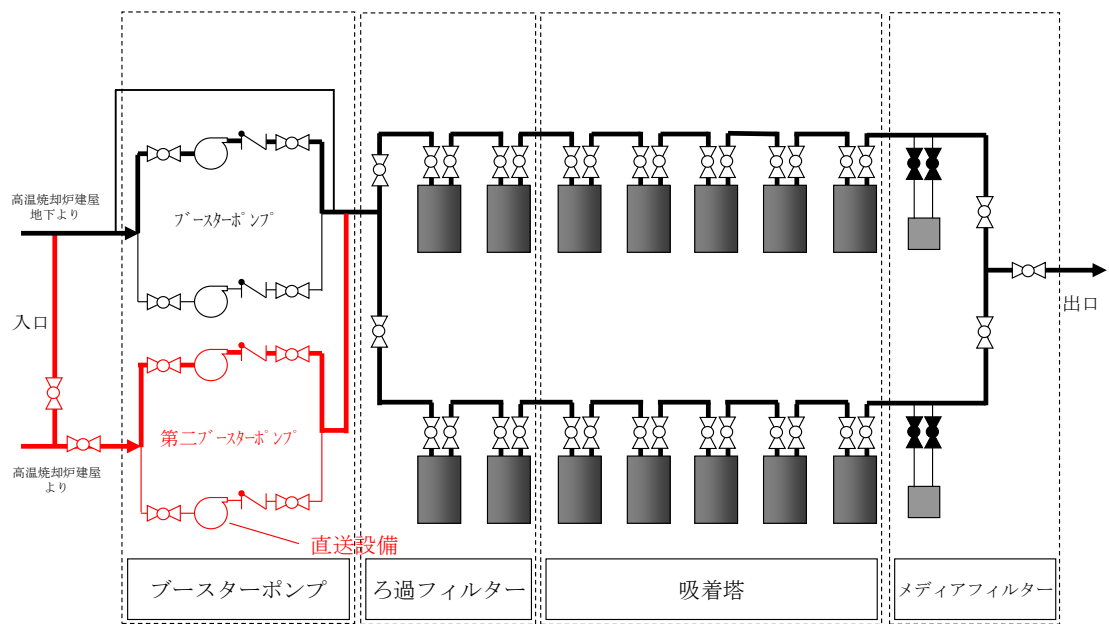 高温焼却炉建屋
地下より
ブースターポンプ
入口
出口
第二ブースターポンプ
高温焼却炉建屋
より
直送設備
ブースターポンプ
ろ過フィルター
吸着塔
メディアフィルター